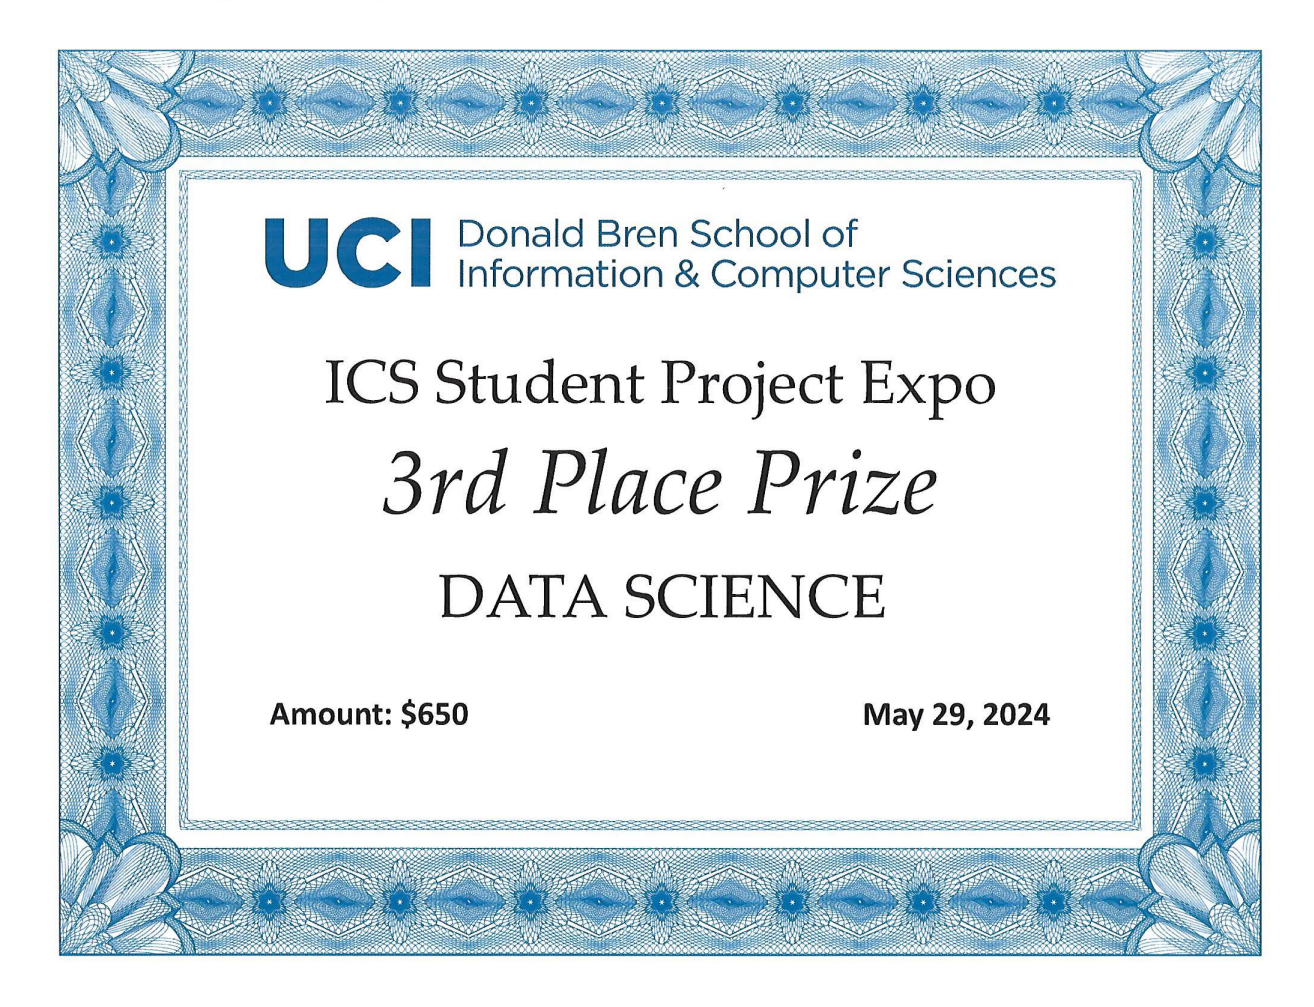 UCI Donald Bren School of
Information & Computer Sciences
ICS Student Project Expo
3rd Place Prize
DATA SCIENCE
Amount: $650
May 29, 2024